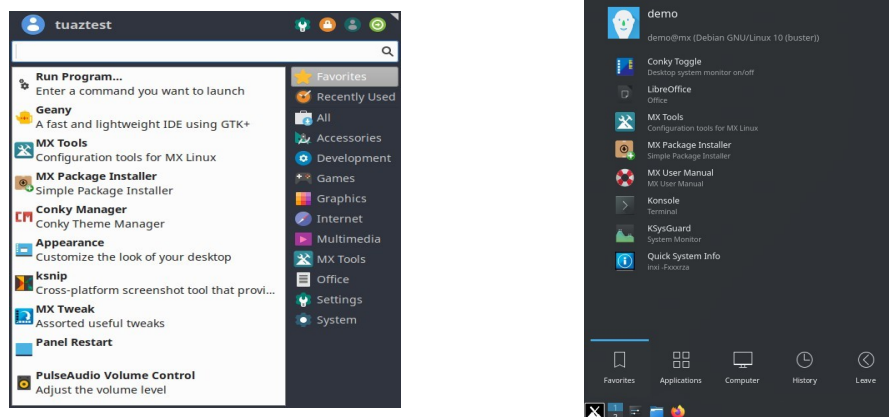 tuaztest
Run Program...
Enter a command you want to launch
Geany
A fast and lightweight IDE using GTK+
MX Tools
Configuration tools for MX Linux
MX Package Installer
Simple Package Installer
Conky Manager
Conky Theme Manager
Appearance
Customize the look of your desktop
ksnip
Cross-platform screenshot tool that provi...
MX Tweak
Assorted useful tweaks
Panel Restart
PulseAudio Volume Control
Adjust the volume level
Favorites
Recently Used
All
Accessories
Development
Games
Graphics
Internet
Multimedia
MX Tools
Office
Settings
System
demo
demo@mx (Debian GNU/Linux 10 (buster))
Conky Toggle
Desktop system monitor on/off
LibreOffice
Office
MX Tools
Configuration tools for MX Linux
MX Package Installer
Simple Package Installer
MX User Manual
MX User Manual
Konsole
Terminal
KSysGuard
System Monitor
Quick System Info
inxi -Fxxxrza
Favorites Applications Computer History Leave
1
2